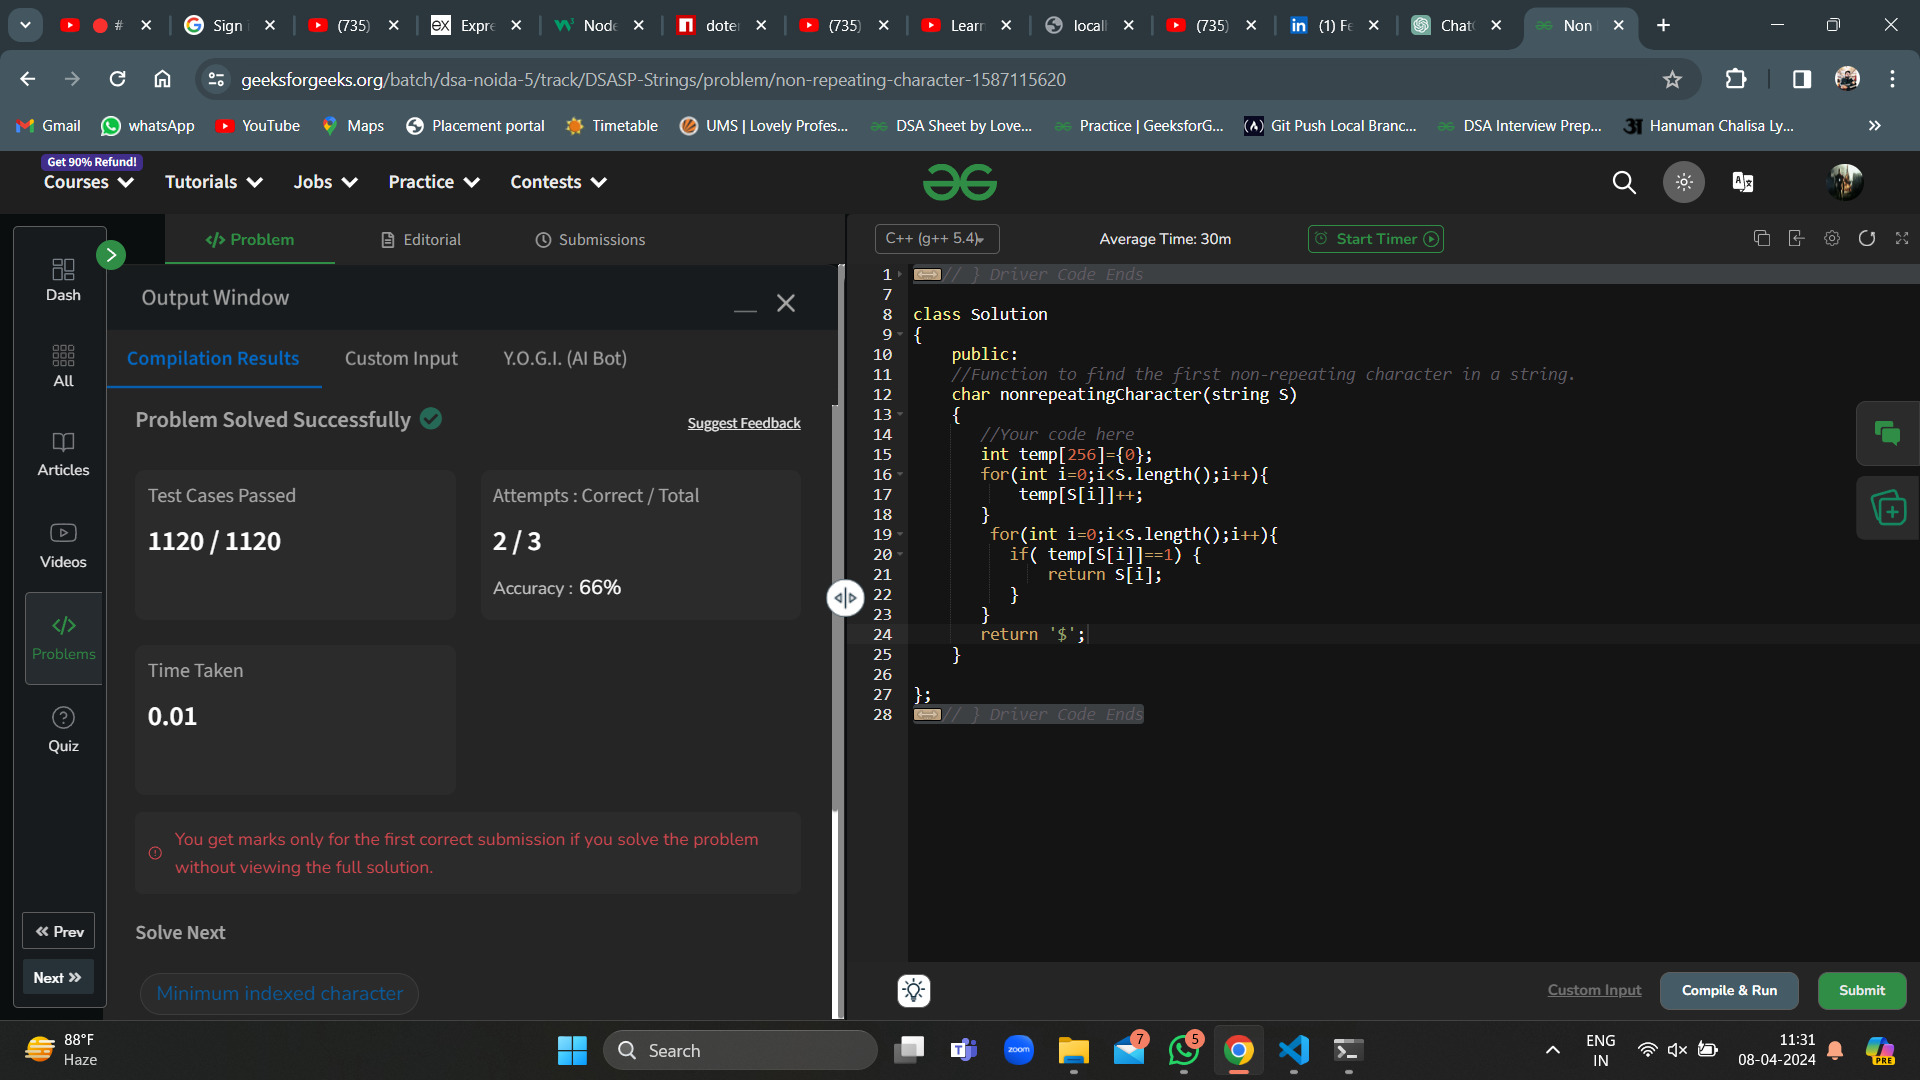 #
Sign
(735)
Expre
Node
doter
(735)
Learn
locall
(735)
(1) Fe
Chat
Non
geeksforgeeks.org/batch/dsa-noida-5/track/DSASP-Strings/problem/non-repeating-character-1587115620
Gmail
whatsApp
YouTube
Maps
Placement portal
Timetable
UMS | Lovely Profes...
DSA Sheet by Love...
Practice | GeeksforG...
Git Push Local Branc...
DSA Interview Prep...
Hanuman Chalisa Ly...
Get 90% Refund!
Courses
Tutorials
Jobs
Practice
Contests
Problem
Editorial
Submissions
C++ (g++ 5.4)
Average Time: 30m
Start Timer
Dash
All
Articles
Videos
Problems
Quiz
Prev
Next
Output Window
Compilation Results
Custom Input
Y.O.G.I. (AI Bot)
Problem Solved Successfully
Suggest Feedback
Test Cases Passed
1120 / 1120
Attempts : Correct / Total
2 / 3
Accuracy : 66%
Time Taken
0.01
You get marks only for the first correct submission if you solve the problem
without viewing the full solution.
Solve Next
Minimum indexed character
1 // } Driver Code Ends
7
8 class Solution
9 {
10 public:
11 //Function to find the first non-repeating character in a string.
12 char nonrepeatingCharacter(string S)
13 {
14 //Your code here
15 int temp[256]={0};
16 for(int i=0;i<S.length();i++){
17 temp[S[i]]++;
18 }
19 for(int i=0;i<S.length();i++){
20 if( temp[S[i]]==1) {
21 return S[i];
22 }
23 }
24 return '$';
25 }
26
27 };
28 // } Driver Code Ends
Custom Input
Compile & Run
Submit
88°F
Haze
Search
zoom
7
5
ENG
IN
11:31
08-04-2024
PRE